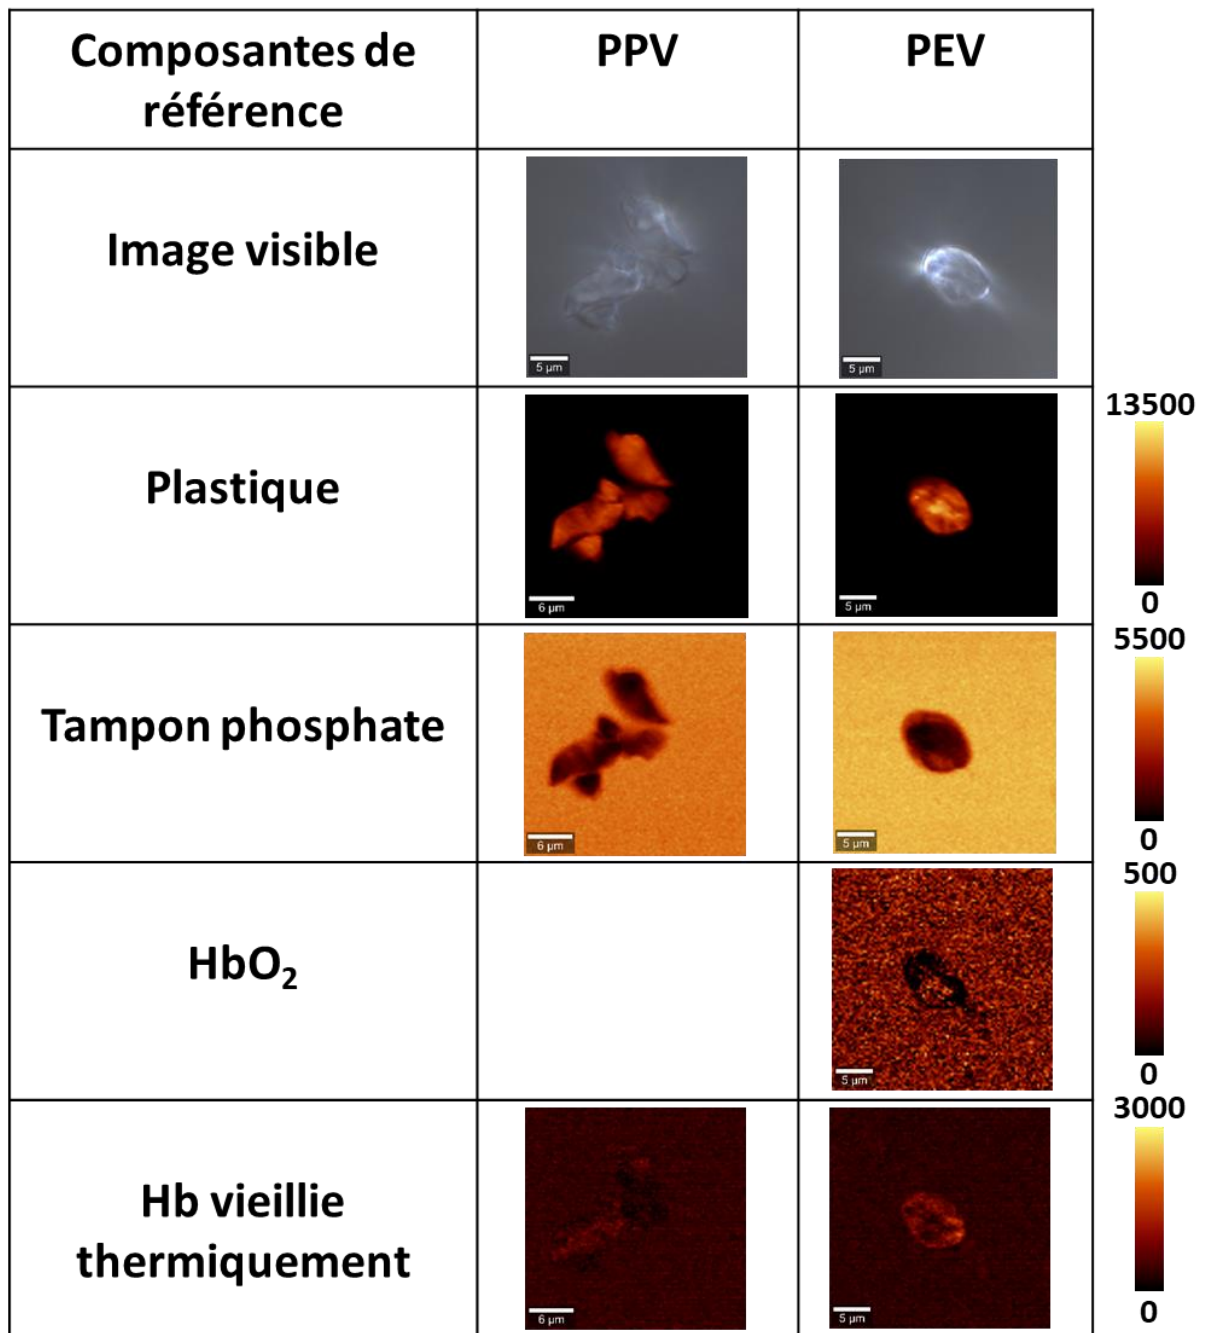 Composantes de
référence
PPV
PEV
Image visible
5 µm
5 µm
Plastique
6 µm
5 µm
13500
0
Tampon phosphate
6 µm
5 µm
5500
0
HbO₂
5 µm
500
0
Hb vieillie
thermiquement
6 µm
5 µm
3000
0